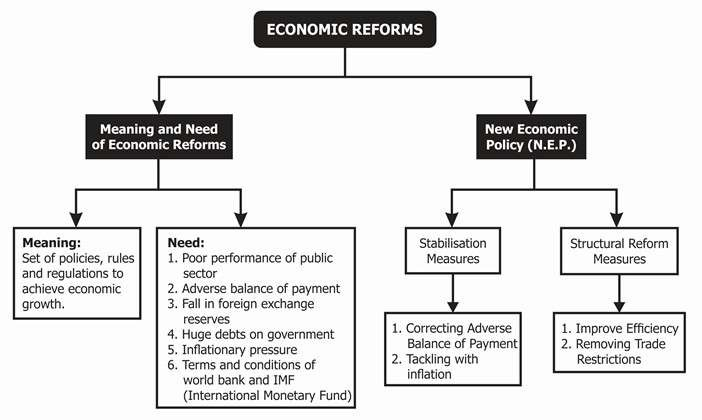 ECONOMIC REFORMS
Meaning and Need
of Economic Reforms
New Economic
Policy (N.E.P.)
Meaning:
Set of policies, rules
and regulations to
achieve economic
growth.
Need:
1. Poor performance of public
sector
2. Adverse balance of payment
3. Fall in foreign exchange
reserves
4. Huge debts on government
5. Inflationary pressure
6. Terms and conditions of
world bank and IMF
(International Monetary Fund)
Stabilisation
Measures
Structural Reform
Measures
1. Correcting Adverse
Balance of Payment
2. Tackling with
inflation
1. Improve Efficiency
2. Removing Trade
Restrictions